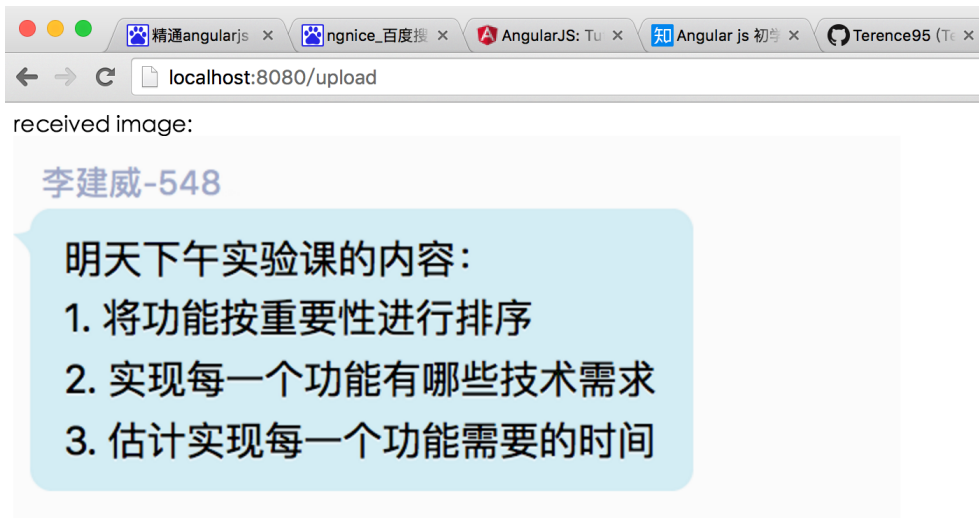 精通angularjs
ngnice_百度搜
AngularJS: Tu
Angular js 初学
Terence95 (Te
localhost:8080/upload
received image:
李建威-548
明天下午实验课的内容：
1. 将功能按重要性进行排序
2. 实现每一个功能有哪些技术需求
3. 估计实现每一个功能需要的时间